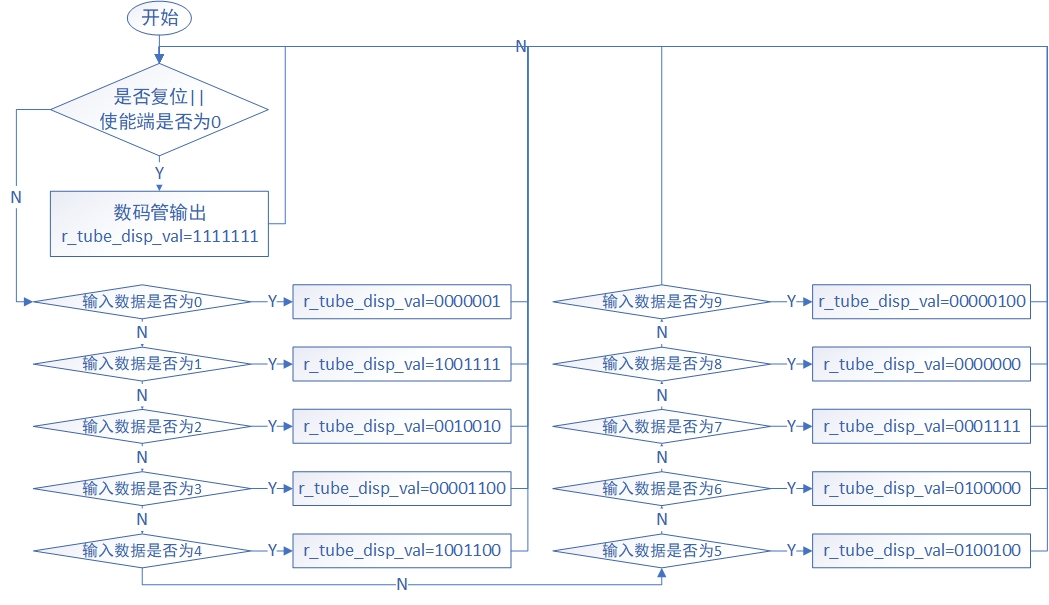 开始
N
是否复位||
使能端是否为0
Y
N
数码管输出
r_tube_disp_val=1111111
输入数据是否为0
Y
r_tube_disp_val=0000001
N
输入数据是否为1
Y
r_tube_disp_val=1001111
N
输入数据是否为2
Y
r_tube_disp_val=0010010
N
输入数据是否为3
Y
r_tube_disp_val=00001100
N
输入数据是否为4
Y
r_tube_disp_val=1001100
N
输入数据是否为9
Y
r_tube_disp_val=00000100
N
输入数据是否为8
Y
r_tube_disp_val=0000000
N
输入数据是否为7
Y
r_tube_disp_val=0001111
N
输入数据是否为6
Y
r_tube_disp_val=0100000
N
输入数据是否为5
Y
r_tube_disp_val=0100100